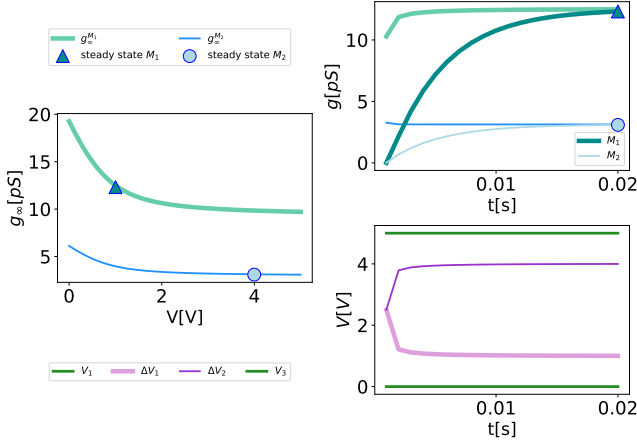 g∞^M₁ g∞^M₂
steady state M₁ steady state M₂
20
15
10
5
g∞[pS]
0 2 4
V[V]
V₁ ΔV₁ ΔV₂ V₃
10
5
0
g[pS]
M₁
M₂
0.01 0.02
t[s]
4
2
0
V[V]
0.01 0.02
t[s]